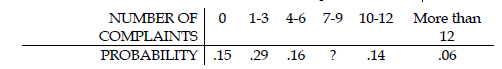 NUMBER OF COMPLAINTS 0 1-3 4-6 7-9 10-12 More than 12
PROBABILITY .15 .29 .16 ? .14 .06